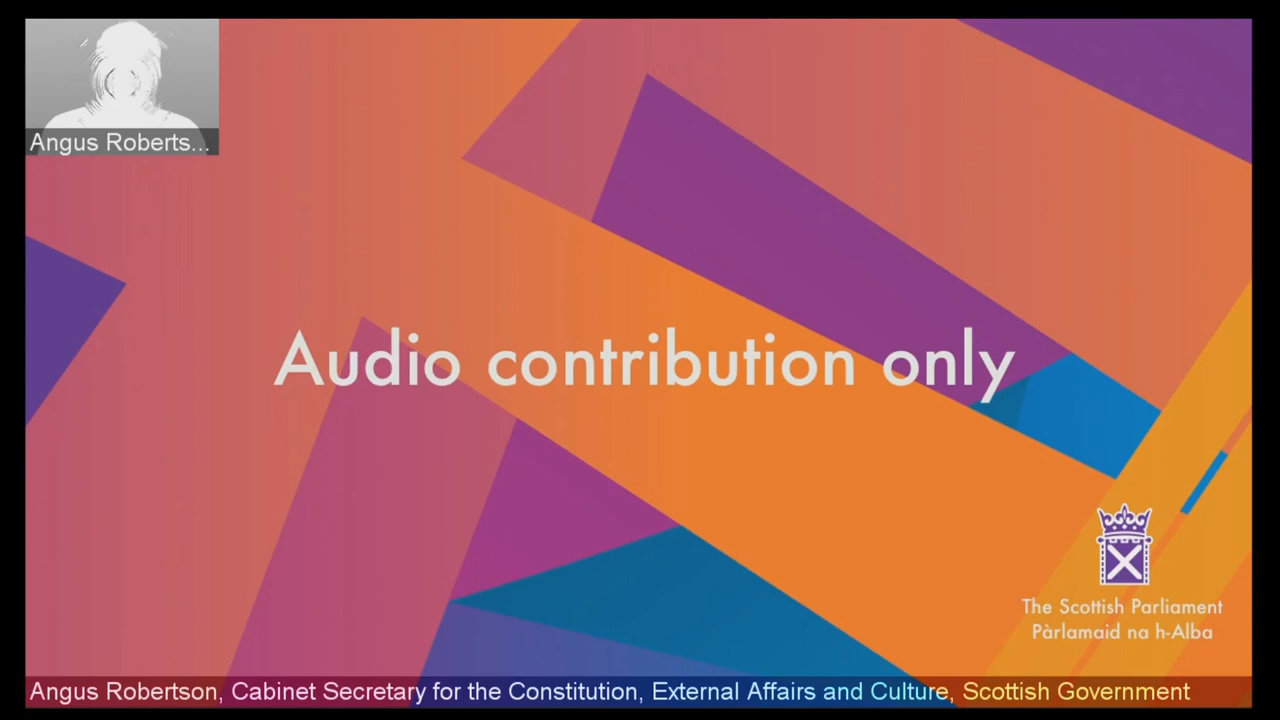 Angus Roberts...
Audio contribution only
The Scottish Parliament
Pàrlamaid na h-Alba
Angus Robertson, Cabinet Secretary for the Constitution, External Affairs and Culture, Scottish Government